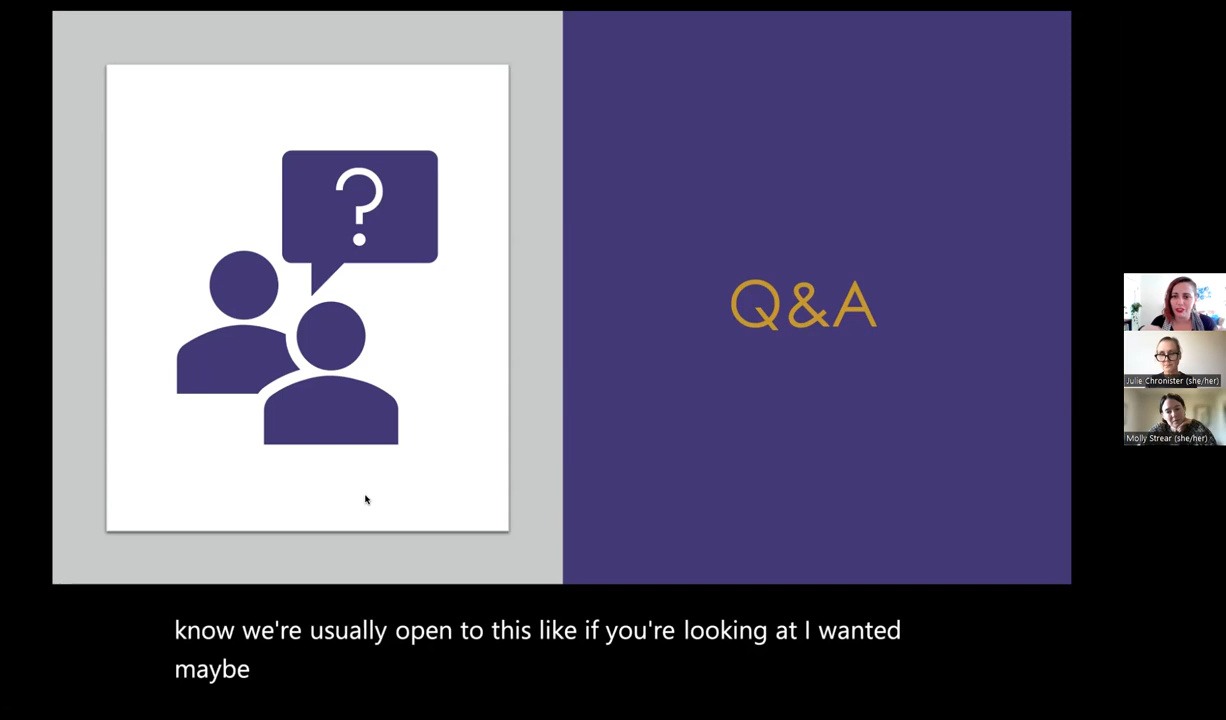 ?
Q&A
Julie Chronister (she/her)
Molly Strear (she/her)
know we're usually open to this like if you're looking at I wanted
maybe